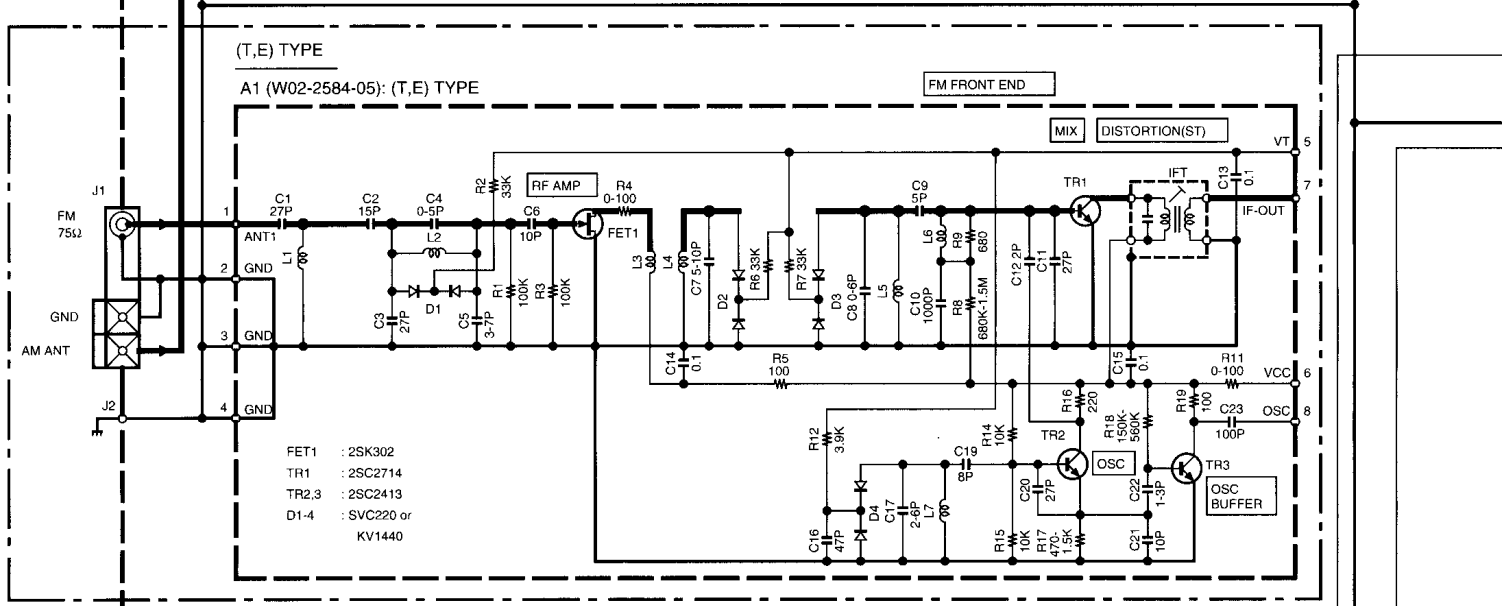 (T,E) TYPE
A1 (W02-2584-05): (T,E) TYPE
FM FRONT END
MIX
DISTORTION(ST)
VT 5
J1
FM
75Ω
1
ANT1
C1
27P
L1
C2
15P
C4
0-5P
L2
D1
C3
27P
C5
3-7P
R2
33K
R1
100K
C6
10P
R3
100K
RF AMP
FET1
R4
0-100
L3
L4
C7 5-10P
D2
R6 33K
R7 33K
D3
C8 0-6P
L5
C9
5P
L6
R9
680
C10
1000P
R8
680K-1.5M
C12 2P
C11
27P
TR1
IFT
C13
0.1
7
IF-OUT
2
GND
GND
3
GND
AM ANT
J2
4
GND
C14
0.1
R5
100
C15
0.1
R11
0-100
VCC 6
FET1 : 2SK302
TR1 : 2SC2714
TR2,3 : 2SC2413
D1-4 : SVC220 or
KV1440
R12
3.9K
C16
47P
D4
C17
2-6P
L7
C19
8P
R14
10K
R15
10K
C20
27P
R16
220
TR2
OSC
R17
470-
1.5K
R18
150K-
560K
C22
1-3P
C21
10P
R19
100
C23
100P
OSC 8
TR3
OSC
BUFFER